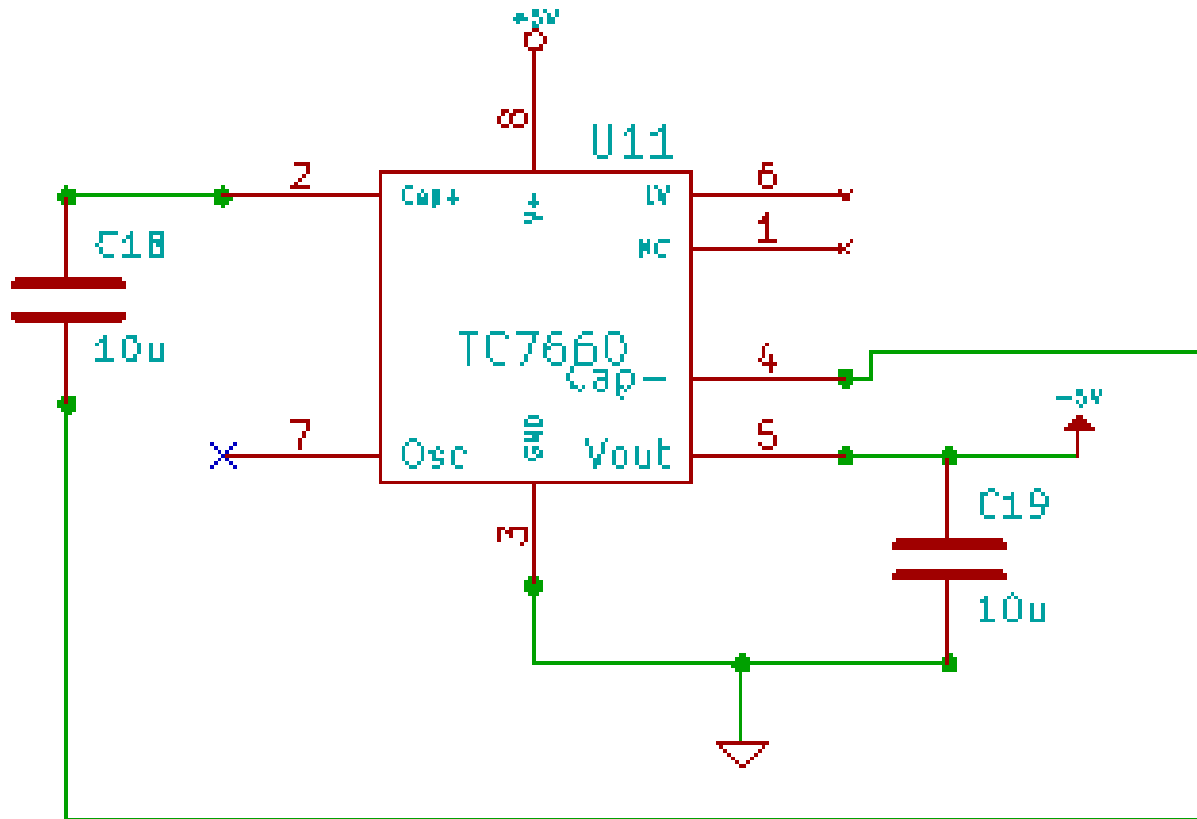 +5V
8
U11
2
6
Cap+
V+
LV
C18
1
NC
10u
TC7660
4
Cap-
-5V
7
5
Osc
GND
Vout
C19
3
10u